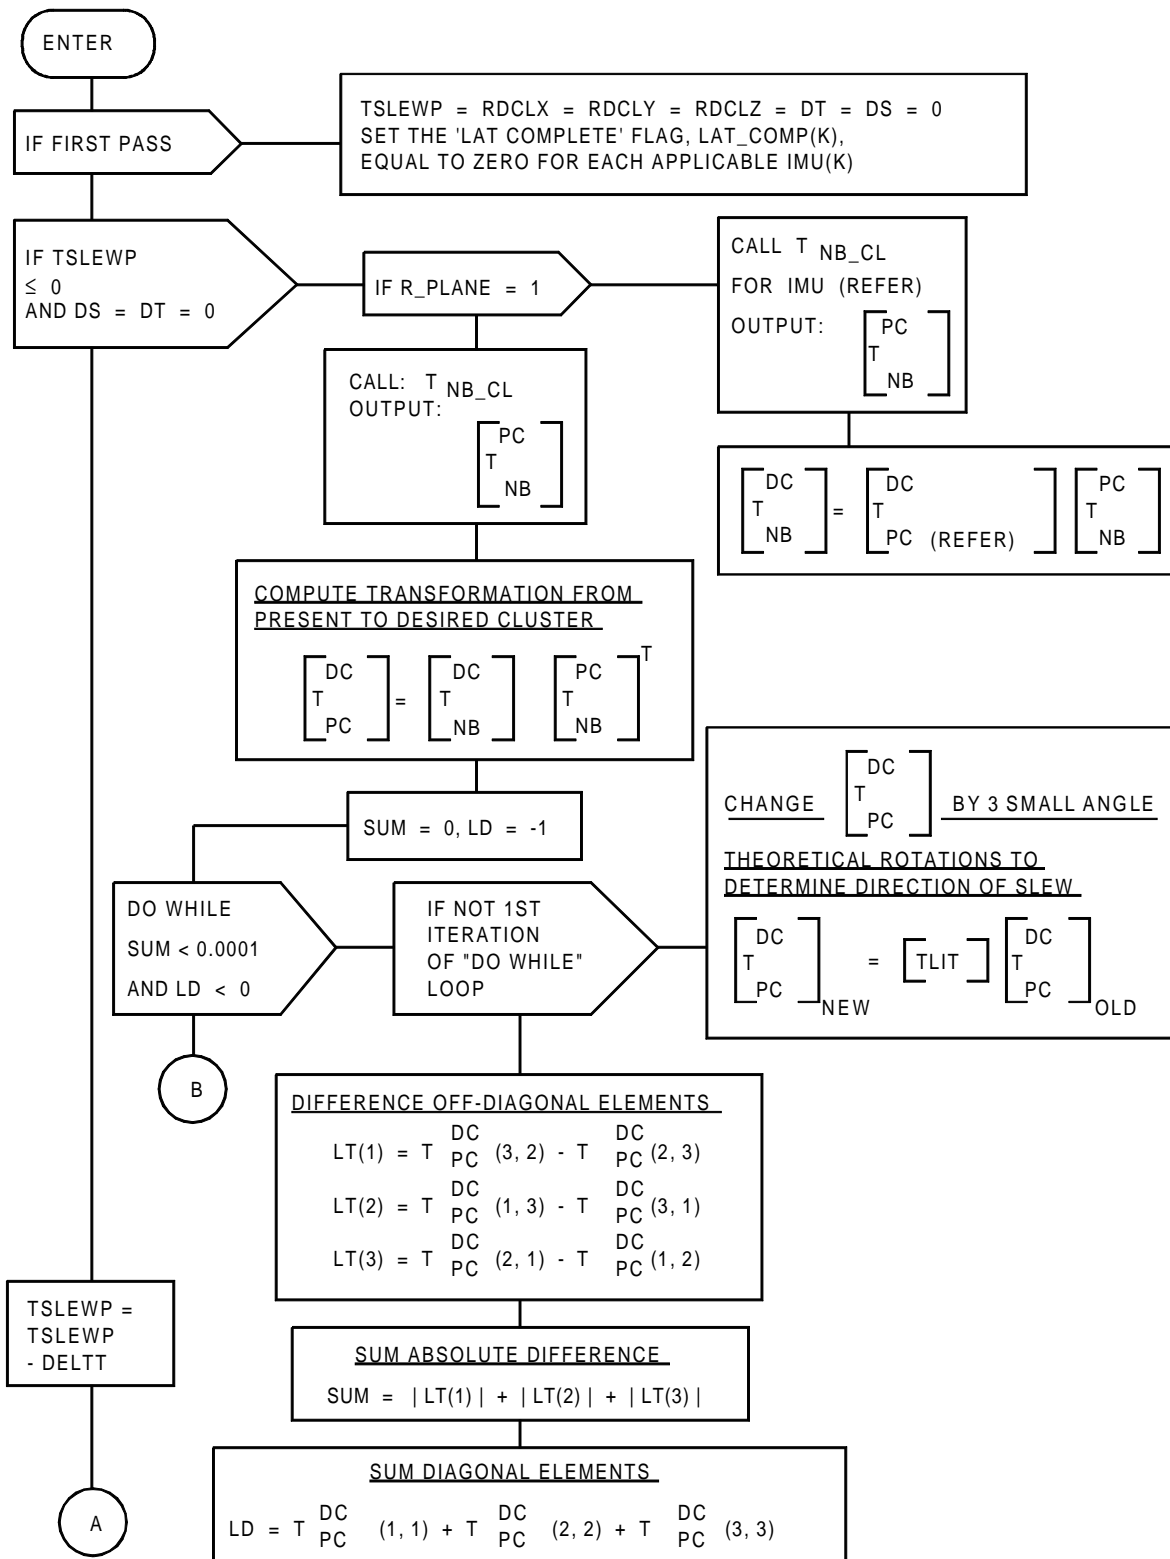 ENTER
IF FIRST PASS
TSLEWP = RDCLX = RDCLY = RDCLZ = DT = DS = 0
SET THE 'LAT COMPLETE' FLAG, LAT_COMP(K),
EQUAL TO ZERO FOR EACH APPLICABLE IMU(K)
IF TSLEWP
≤ 0
AND DS = DT = 0
IF R_PLANE = 1
CALL T NB_CL
FOR IMU (REFER)
OUTPUT:
PC
T
NB
DC
T
NB
=
DC
T
PC (REFER)
PC
T
NB
CALL: T NB_CL
OUTPUT:
PC
T
NB
COMPUTE TRANSFORMATION FROM
PRESENT TO DESIRED CLUSTER
DC
T
PC
=
DC
T
NB
PC
T
NB
T
SUM = 0, LD = -1
DO WHILE
SUM < 0.0001
AND LD < 0
B
IF NOT 1ST
ITERATION
OF "DO WHILE"
LOOP
CHANGE
DC
T
PC
BY 3 SMALL ANGLE
THEORETICAL ROTATIONS TO
DETERMINE DIRECTION OF SLEW
DC
T
PC
NEW
=
TLIT
DC
T
PC
OLD
DIFFERENCE OFF-DIAGONAL ELEMENTS
LT(1) = T DC PC (3, 2) - T DC PC (2, 3)
LT(2) = T DC PC (1, 3) - T DC PC (3, 1)
LT(3) = T DC PC (2, 1) - T DC PC (1, 2)
SUM ABSOLUTE DIFFERENCE
SUM = | LT(1) | + | LT(2) | + | LT(3) |
SUM DIAGONAL ELEMENTS
LD = T DC PC (1, 1) + T DC PC (2, 2) + T DC PC (3, 3)
TSLEWP =
TSLEWP
- DELTT
A